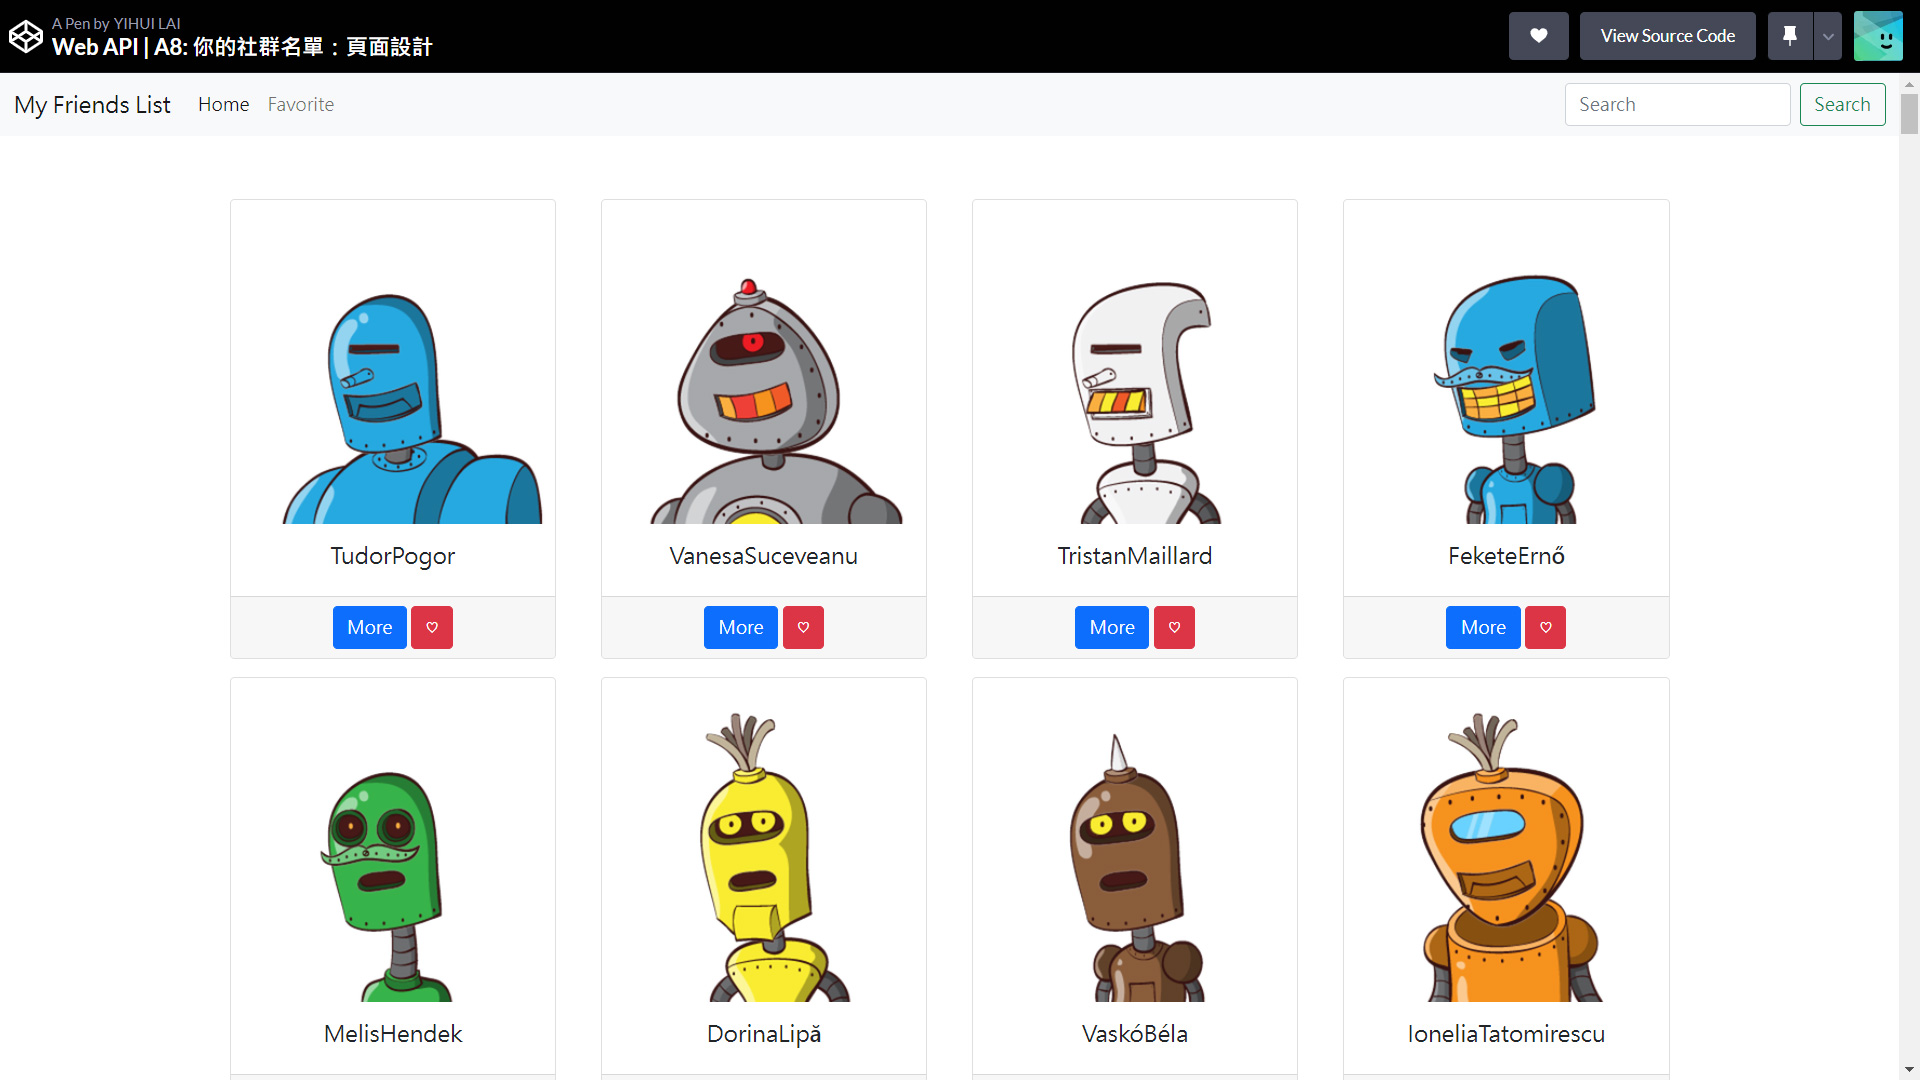 A Pen by YIHUI LAI
Web API | A8: 你的社群名單：頁面設計
View Source Code
My Friends List Home Favorite Search Search
TudorPogor VanesaSuceveanu TristanMaillard FeketeErnő
More More More More
MelisHendek DorinaLipă VaskóBéla IoneliaTatomirescu